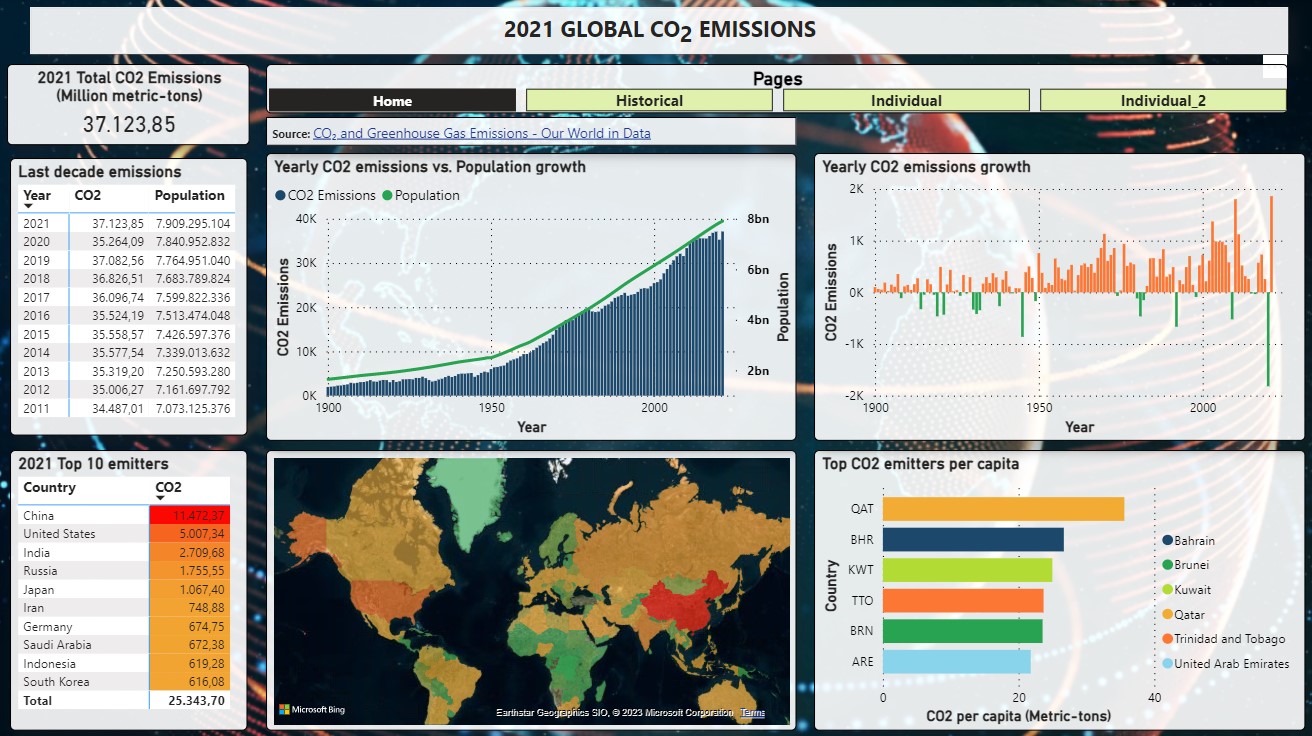 2021 GLOBAL CO2 EMISSIONS
2021 Total CO2 Emissions
(Million metric-tons)
37.123,85
Pages
Home
Historical
Individual
Individual_2
Source: CO₂ and Greenhouse Gas Emissions - Our World in Data
Last decade emissions
Year CO2 Population
2021 37.123,85 7.909.295.104
2020 35.264,09 7.840.952.832
2019 37.082,56 7.764.951.040
2018 36.826,51 7.683.789.824
2017 36.096,74 7.599.822.336
2016 35.524,19 7.513.474.048
2015 35.558,57 7.426.597.376
2014 35.577,54 7.339.013.632
2013 35.319,20 7.250.593.280
2012 35.006,27 7.161.697.792
2011 34.487,01 7.073.125.376
Yearly CO2 emissions vs. Population growth
CO2 Emissions Population
CO2 Emissions
40K
30K
20K
10K
0K
8bn
6bn
4bn
2bn
Population
1900 1950 2000
Year
Yearly CO2 emissions growth
CO2 Emissions
2K
1K
0K
-1K
-2K
1900 1950 2000
Year
2021 Top 10 emitters
Country CO2
China 11.472,37
United States 5.007,34
India 2.709,68
Russia 1.755,55
Japan 1.067,40
Iran 748,88
Germany 674,75
Saudi Arabia 672,38
Indonesia 619,28
South Korea 616,08
Total 25.343,70
Microsoft Bing
Earthstar Geographics SIO, © 2023 Microsoft Corporation Terms
Top CO2 emitters per capita
Country
QAT
BHR
KWT
TTO
BRN
ARE
0 20 40
CO2 per capita (Metric-tons)
Bahrain
Brunei
Kuwait
Qatar
Trinidad and Tobago
United Arab Emirates